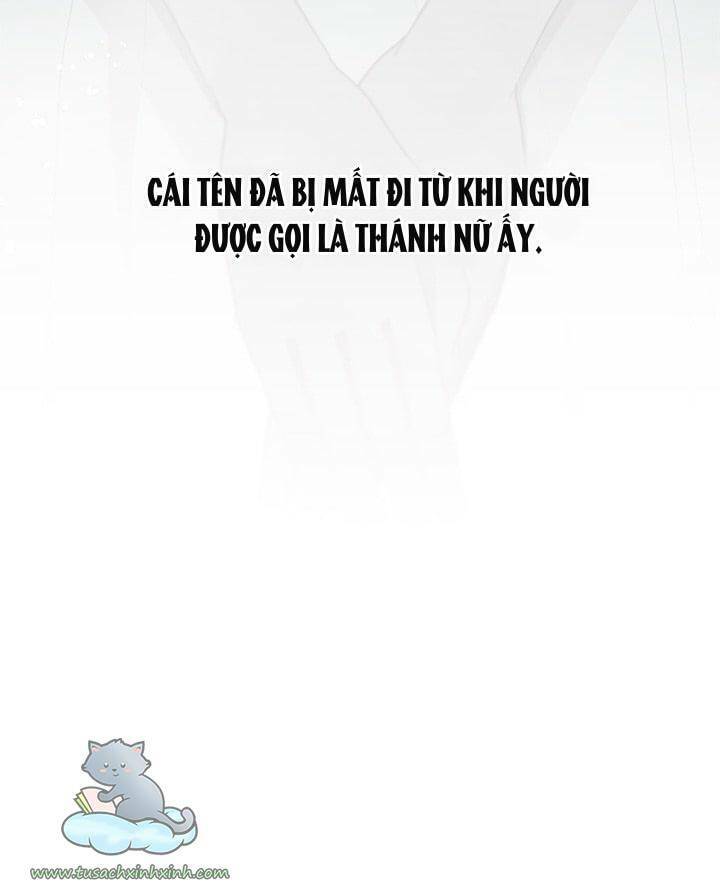 CÁI TÊN ĐÃ BỊ MẤT ĐI TỪ KHI NGƯỜI
ĐƯỢC GỌI LÀ THÁNH NỮ ẤY.
www.tusachxinhxinh.com